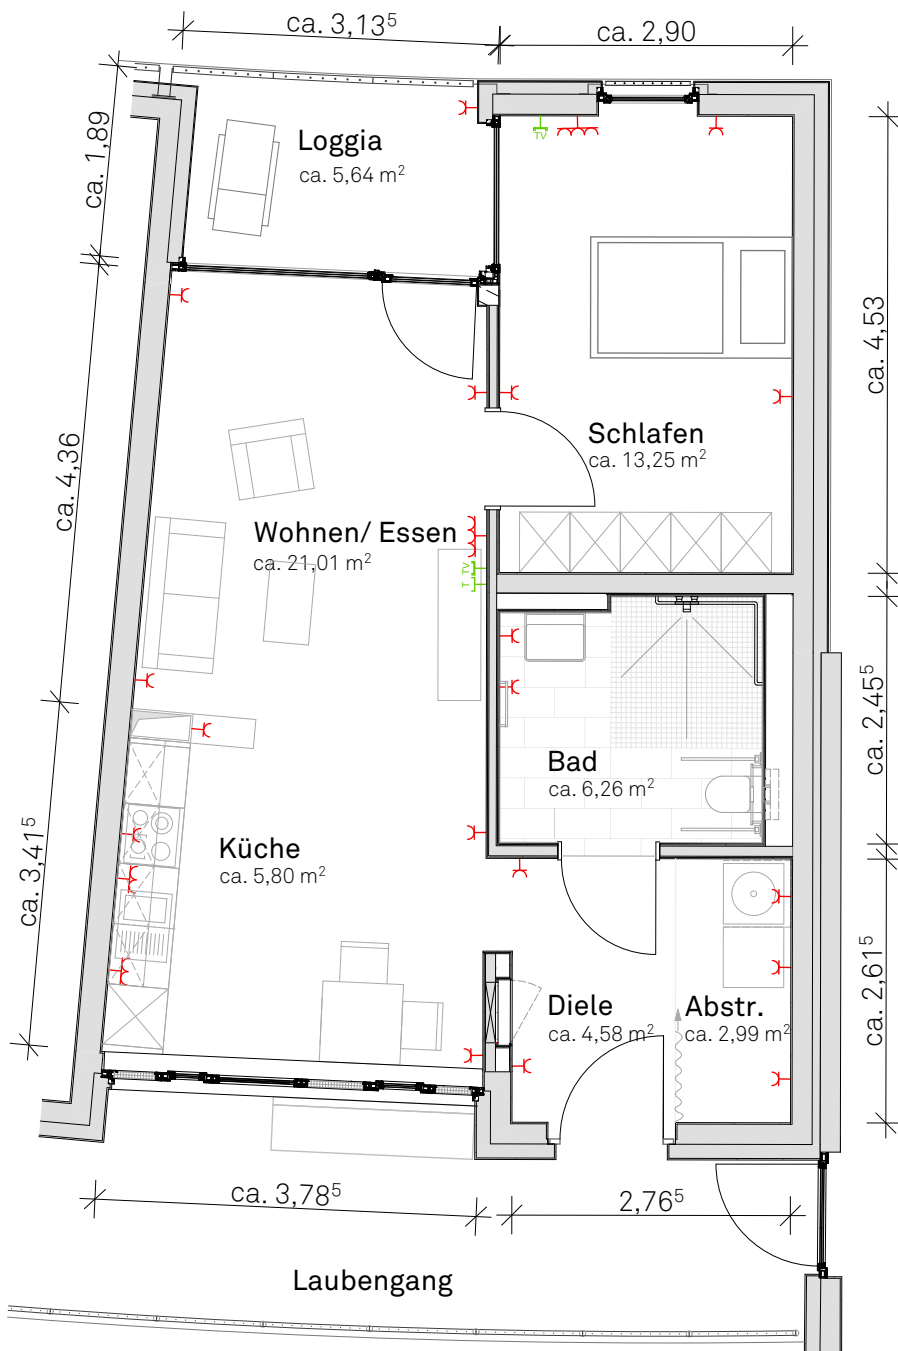 ca. 3,13⁵
ca. 2,90
ca. 1,89
Loggia
ca. 5,64 m²
TV
ca. 4,53
Schlafen
ca. 13,25 m²
ca. 4,36
Wohnen/ Essen
ca. 21,01 m²
TV
T
ca. 2,45⁵
Bad
ca. 6,26 m²
Küche
ca. 5,80 m²
ca. 3,41⁵
ca. 2,61⁵
Diele
ca. 4,58 m²
Abstr.
ca. 2,99 m²
ca. 3,78⁵
2,76⁵
Laubengang